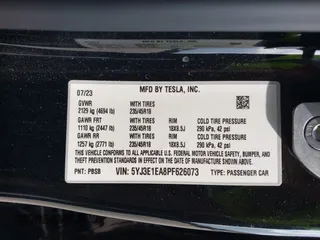 MFD BY TESLA, INC.
07/23
GVWR WITH TIRES
2129 kg (4694 lb) 235/45R18
GAWR FRT WITH TIRES RIM COLD TIRE PRESSURE
1110 kg (2447 lb) 235/45R18 18X8.5J 290 kPa, 42 psi
GAWR RR WITH TIRES RIM COLD TIRE PRESSURE
1257 kg (2771 lb) 235/45R18 18X8.5J 290 kPa, 42 psi
THIS VEHICLE CONFORMS TO ALL APPLICABLE U.S. FEDERAL MOTOR VEHICLE
SAFETY, BUMPER, AND THEFT PREVENTION STANDARDS IN EFFECT
ON THE DATE OF MANUFACTURE SHOWN ABOVE.
PNT: PBSB VIN: 5YJ3E1EA8PF626073 TYPE: PASSENGER CAR